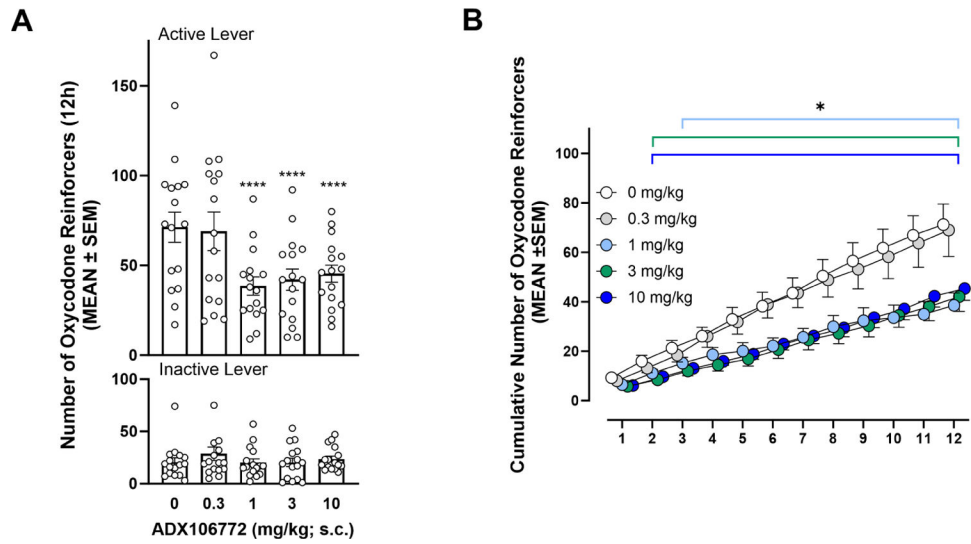 A
Active Lever
Number of Oxycodone Reinforcers (12h)
(MEAN ± SEM)
150
100
50
0
****
****
****
Inactive Lever
100
50
0
0 0.3 1 3 10
ADX106772 (mg/kg; s.c.)
B
Cumulative Number of Oxycodone Reinforcers
(MEAN ±SEM)
*
100
80
60
40
20
0
0 mg/kg
0.3 mg/kg
1 mg/kg
3 mg/kg
10 mg/kg
1 2 3 4 5 6 7 8 9 10 11 12